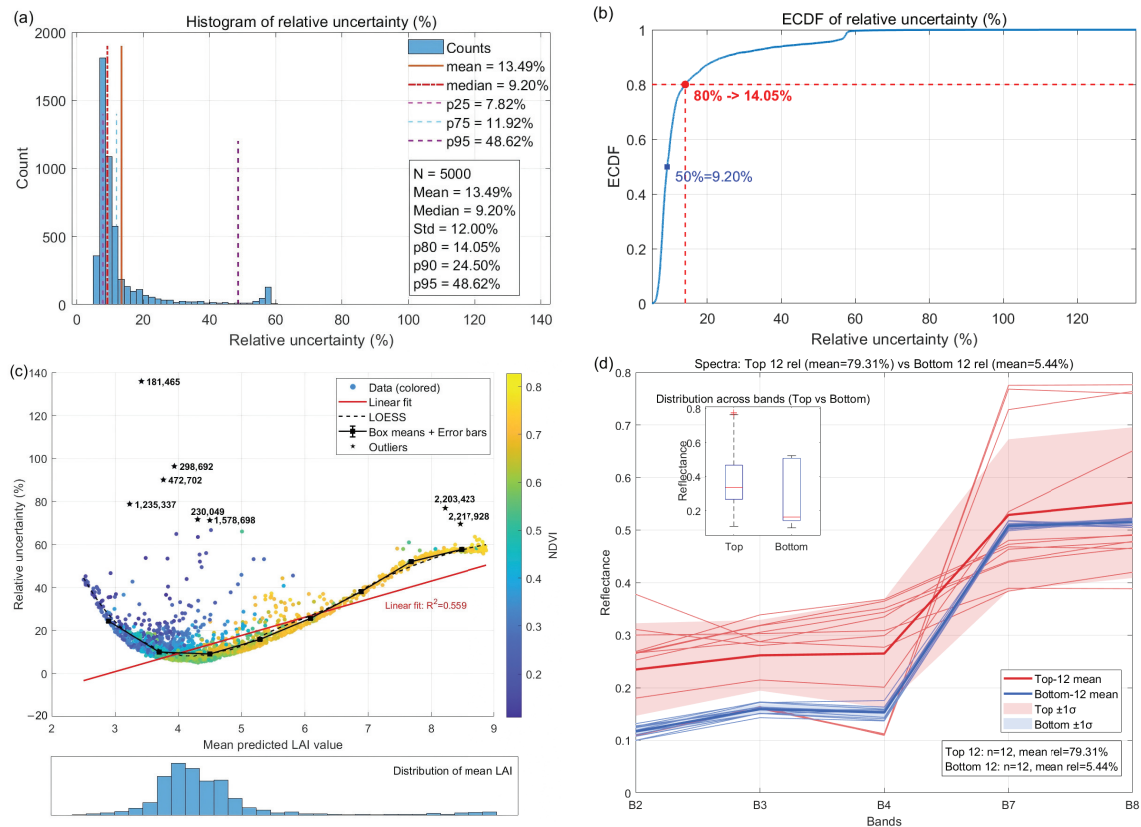 (a)
Histogram of relative uncertainty (%)
2000
1500
1000
500
0
Count
0 20 40 60 80 100 120 140
Relative uncertainty (%)
Counts
mean = 13.49%
median = 9.20%
p25 = 7.82%
p75 = 11.92%
p95 = 48.62%
N = 5000
Mean = 13.49%
Median = 9.20%
Std = 12.00%
p80 = 14.05%
p90 = 24.50%
p95 = 48.62%
(b)
ECDF of relative uncertainty (%)
1
0.8
0.6
0.4
0.2
0
ECDF
80% -> 14.05%
50%=9.20%
20 40 60 80 100 120
Relative uncertainty (%)
(c)
140
120
100
80
60
40
20
0
−20
Relative uncertainty (%)
181,465
298,692
472,702
1,235,337
230,049
1,578,698
2,203,423
2,217,928
Data (colored)
Linear fit
LOESS
Box means + Error bars
Outliers
Linear fit: R²=0.559
2 3 4 5 6 7 8 9
Mean predicted LAI value
0.8
0.7
0.6
0.5
0.4
0.3
0.2
NDVI
Distribution of mean LAI
(d)
Spectra: Top 12 rel (mean=79.31%) vs Bottom 12 rel (mean=5.44%)
0.8
0.7
0.6
0.5
0.4
0.3
0.2
0.1
0
Reflectance
Distribution across bands (Top vs Bottom)
0.6
0.4
0.2
Reflectance
Top Bottom
Top-12 mean
Bottom-12 mean
Top ±1σ
Bottom ±1σ
Top 12: n=12, mean rel=79.31%
Bottom 12: n=12, mean rel=5.44%
B2 B3 B4 B7 B8
Bands